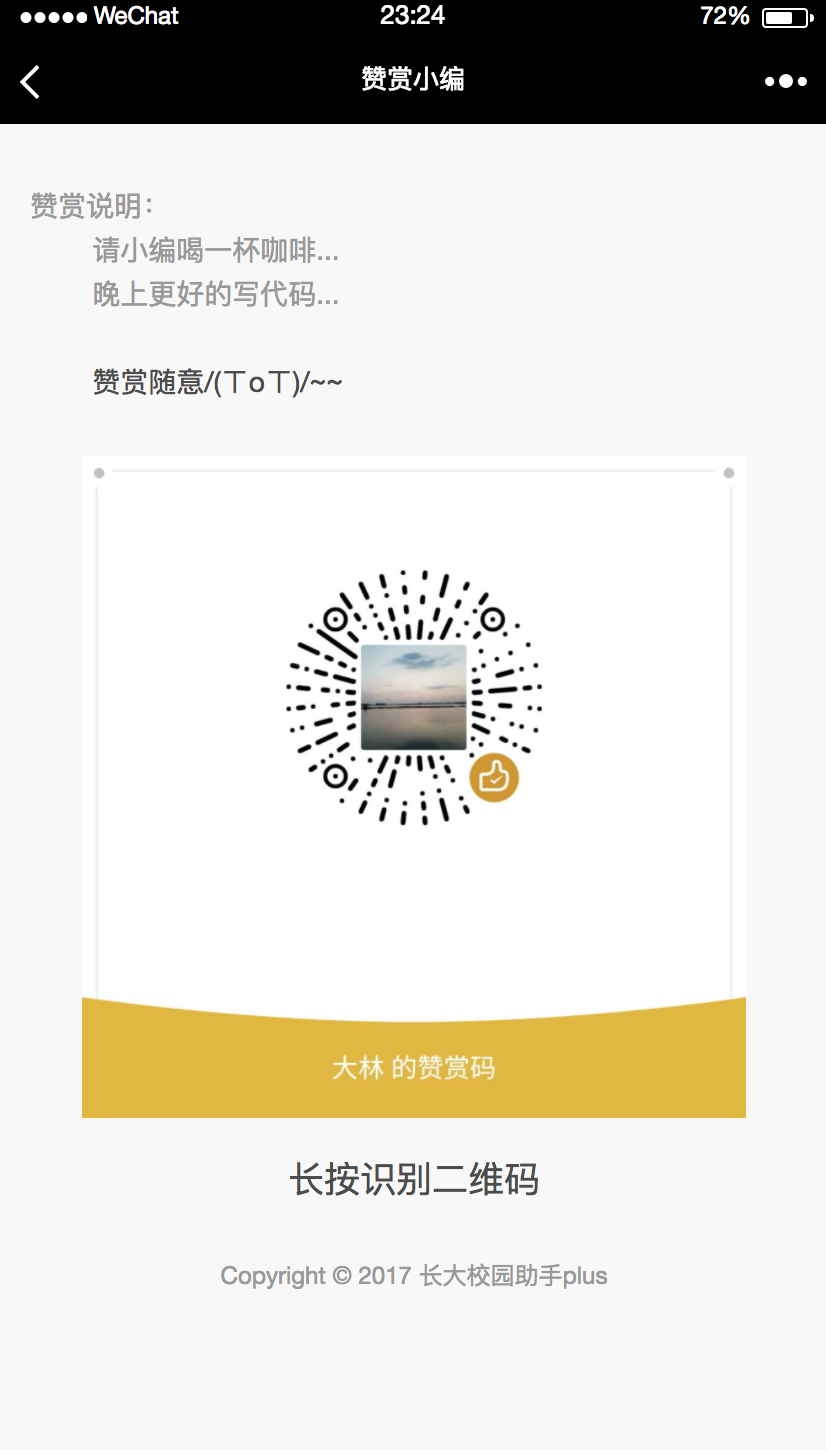 WeChat 23:24 72%
赞赏小编
赞赏说明：
请小编喝一杯咖啡...
晚上更好的写代码...
赞赏随意/(ㄒoㄒ)/~~
大林 的赞赏码
长按识别二维码
Copyright © 2017 长大校园助手plus